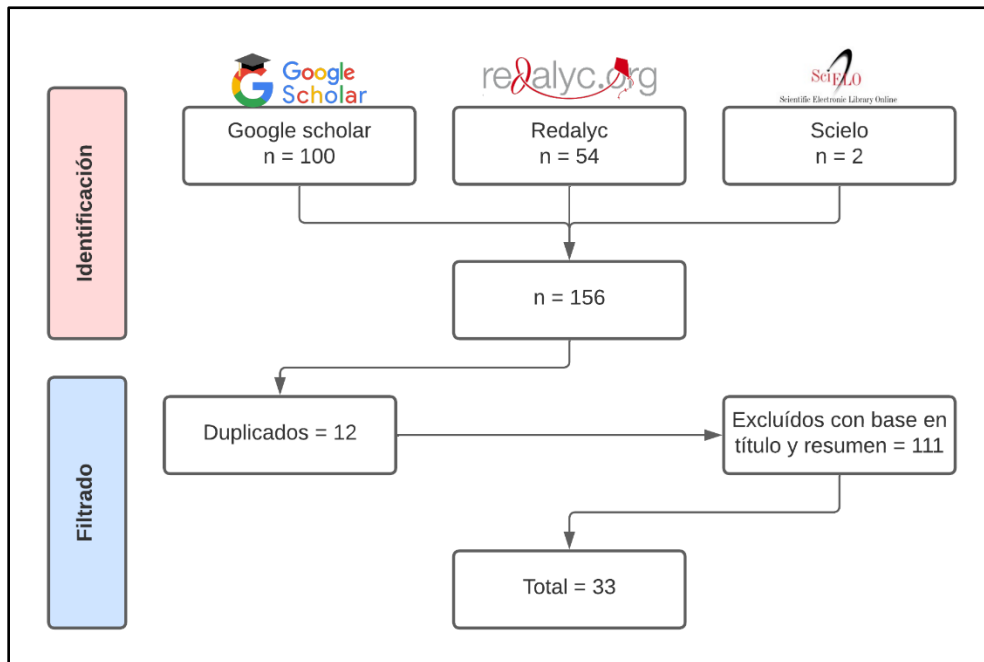 Google
Scholar
redalyc.org
SciELO
Scientific Electronic Library Online
Identificación
Google scholar
n = 100
Redalyc
n = 54
Scielo
n = 2
n = 156
Filtrado
Duplicados = 12
Excluídos con base en
título y resumen = 111
Total = 33